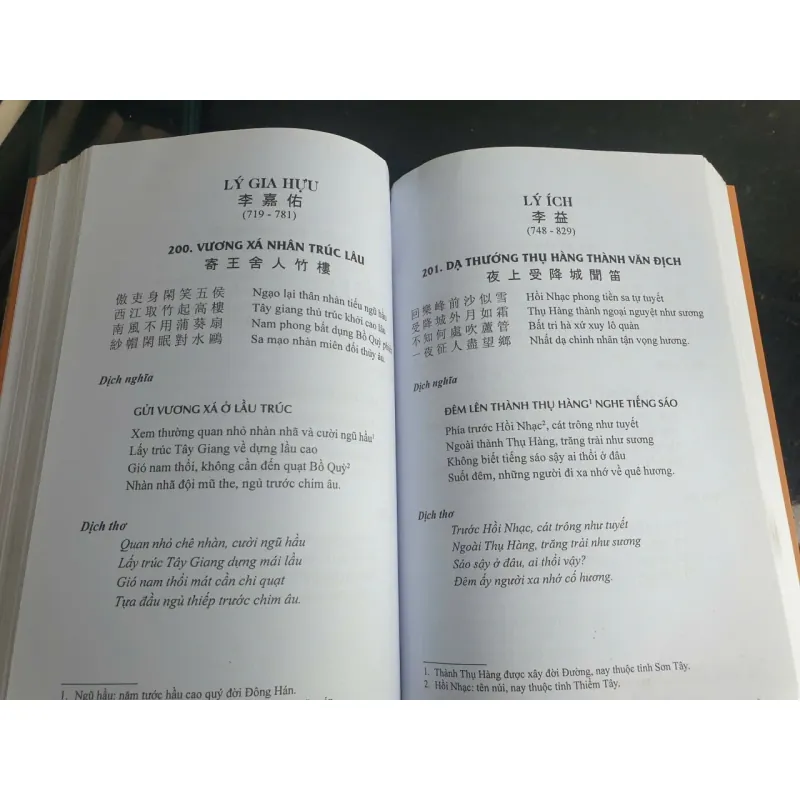 LÝ GIA HỰU
李嘉佑
(719 - 781)
200. VƯƠNG XÁ NHÂN TRÚC LÂU
寄王舍人竹樓
傲吏身閑笑五侯 Ngạo lại thân nhân tiếu ngũ hầu
西江取竹起高樓 Tây giang thủ trúc khởi cao lâu
南風不用蒲葵扇 Nam phong bất dụng Bồ Quỳ phiến
紗帽閑眠對水鷗 Sa mạo nhàn miên đối thủy âu.
Dịch nghĩa
GỬI VƯƠNG XÁ Ở LẦU TRÚC
Xem thường quan nhỏ nhàn nhã và cười ngũ hầu¹
Lấy trúc Tây Giang về dựng lầu cao
Gió nam thổi, không cần đến quạt Bồ Quỳ²
Nhàn nhã đội mũ the, ngủ trước chim âu.
Dịch thơ
Quan nhỏ chê nhàn, cười ngũ hầu
Lấy trúc Tây Giang dựng mái lầu
Gió nam thổi mát cần chi quạt
Tựa đầu ngủ thiếp trước chim âu.
1. Ngũ hầu: năm tước hầu cao quý đời Đông Hán.
LÝ ÍCH
李益
(748 - 829)
201. DẠ THƯỚNG THỤ HÀNG THÀNH VĂN ĐỊCH
夜上受降城聞笛
回樂峰前沙似雪 Hồi Nhạc phong tiền sa tự tuyết
受降城外月如霜 Thụ Hàng thành ngoại nguyệt như sương
不知何處吹蘆管 Bất tri hà xứ xuy lô quản
一夜征人盡望鄉 Nhất dạ chinh nhân tận vọng hương.
Dịch nghĩa
ĐÊM LÊN THÀNH THỤ HÀNG¹ NGHE TIẾNG SÁO
Phía trước Hồi Nhạc², cát trông như tuyết
Ngoài thành Thụ Hàng, trăng trải như sương
Không biết tiếng sáo sậy ai thổi ở đâu
Suốt đêm, những người đi xa nhớ về quê hương.
Dịch thơ
Trước Hồi Nhạc, cát trông như tuyết
Ngoài Thụ Hàng, trăng trải như sương
Sáo sậy ở đâu, ai thổi vậy?
Đêm ấy người xa nhớ cố hương.
1. Thành Thụ Hàng được xây đời Đường, nay thuộc tỉnh Sơn Tây.
2. Hồi Nhạc: tên núi, nay thuộc tỉnh Thiểm Tây.